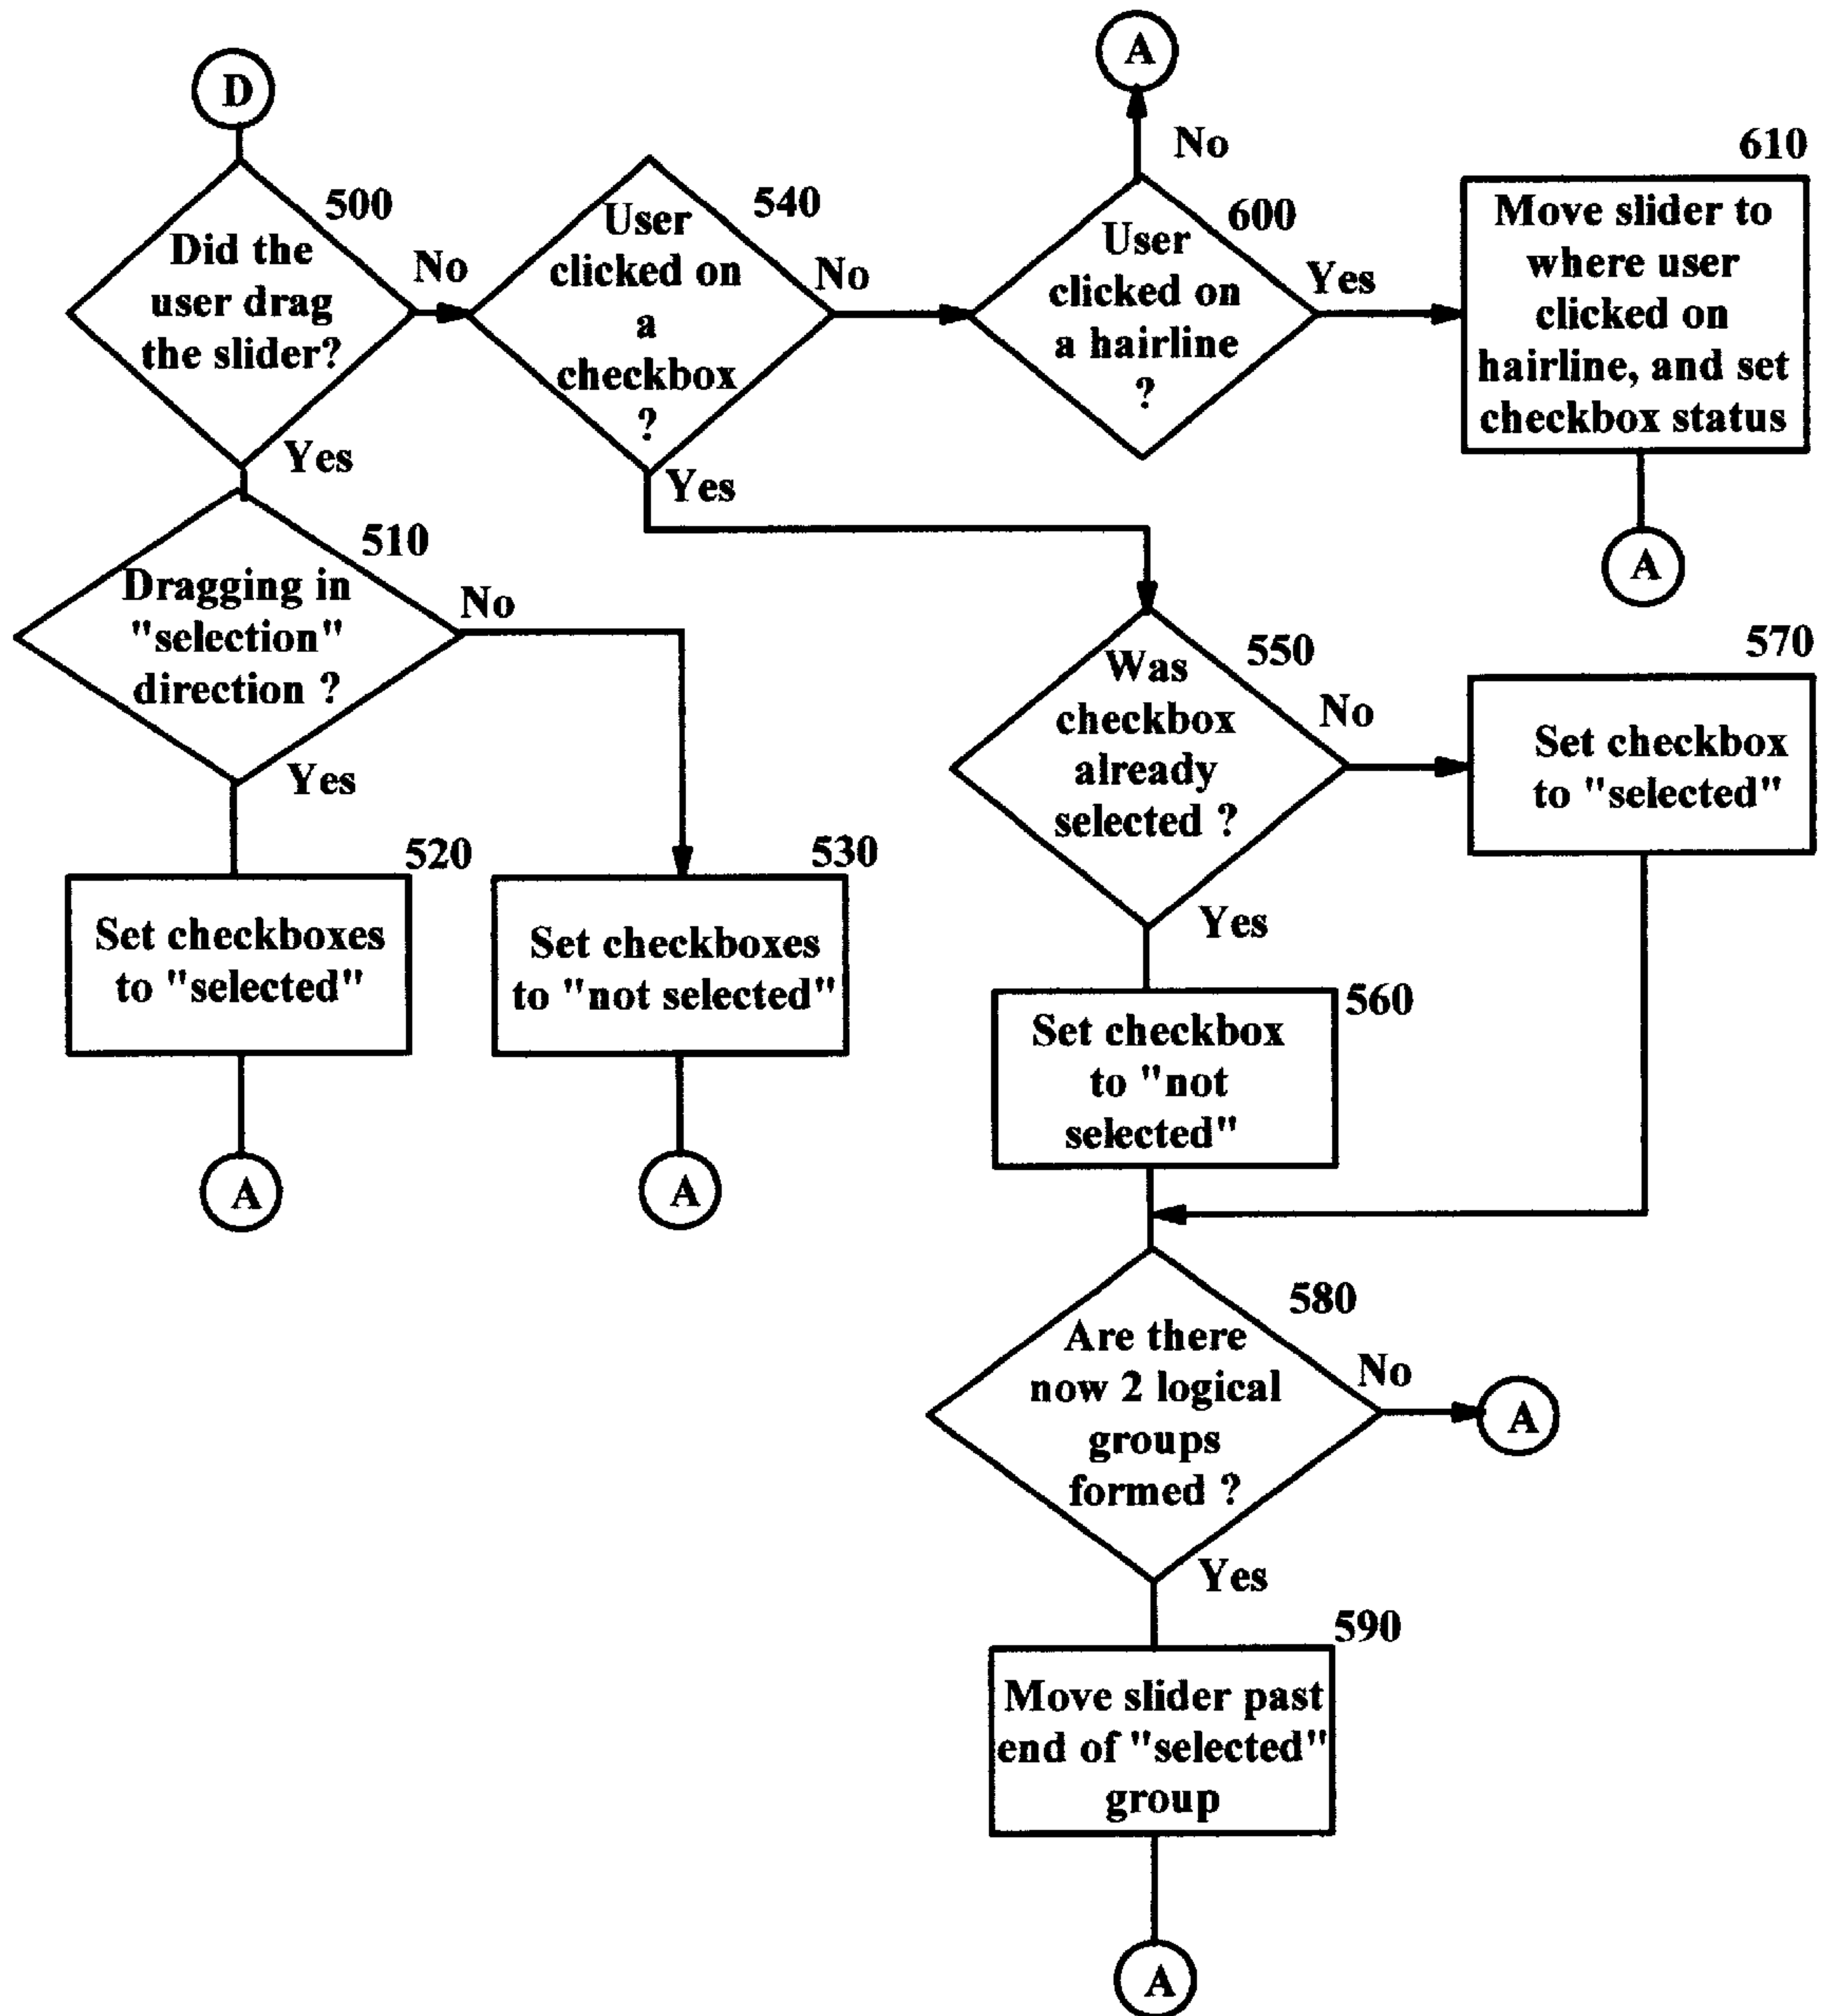 D
500
Did the
user drag
the slider?
No
Yes
540
User
clicked on
a
checkbox
?
No
Yes
A
No
600
User
clicked on
a hairline
?
Yes
610
Move slider to
where user
clicked on
hairline, and set
checkbox status
A
510
Dragging in
"selection"
direction ?
No
Yes
520
Set checkboxes
to "selected"
A
530
Set checkboxes
to "not selected"
A
550
Was
checkbox
already
selected ?
No
Yes
570
Set checkbox
to "selected"
560
Set checkbox
to "not
selected"
580
Are there
now 2 logical
groups
formed ?
No
A
Yes
590
Move slider past
end of "selected"
group
A